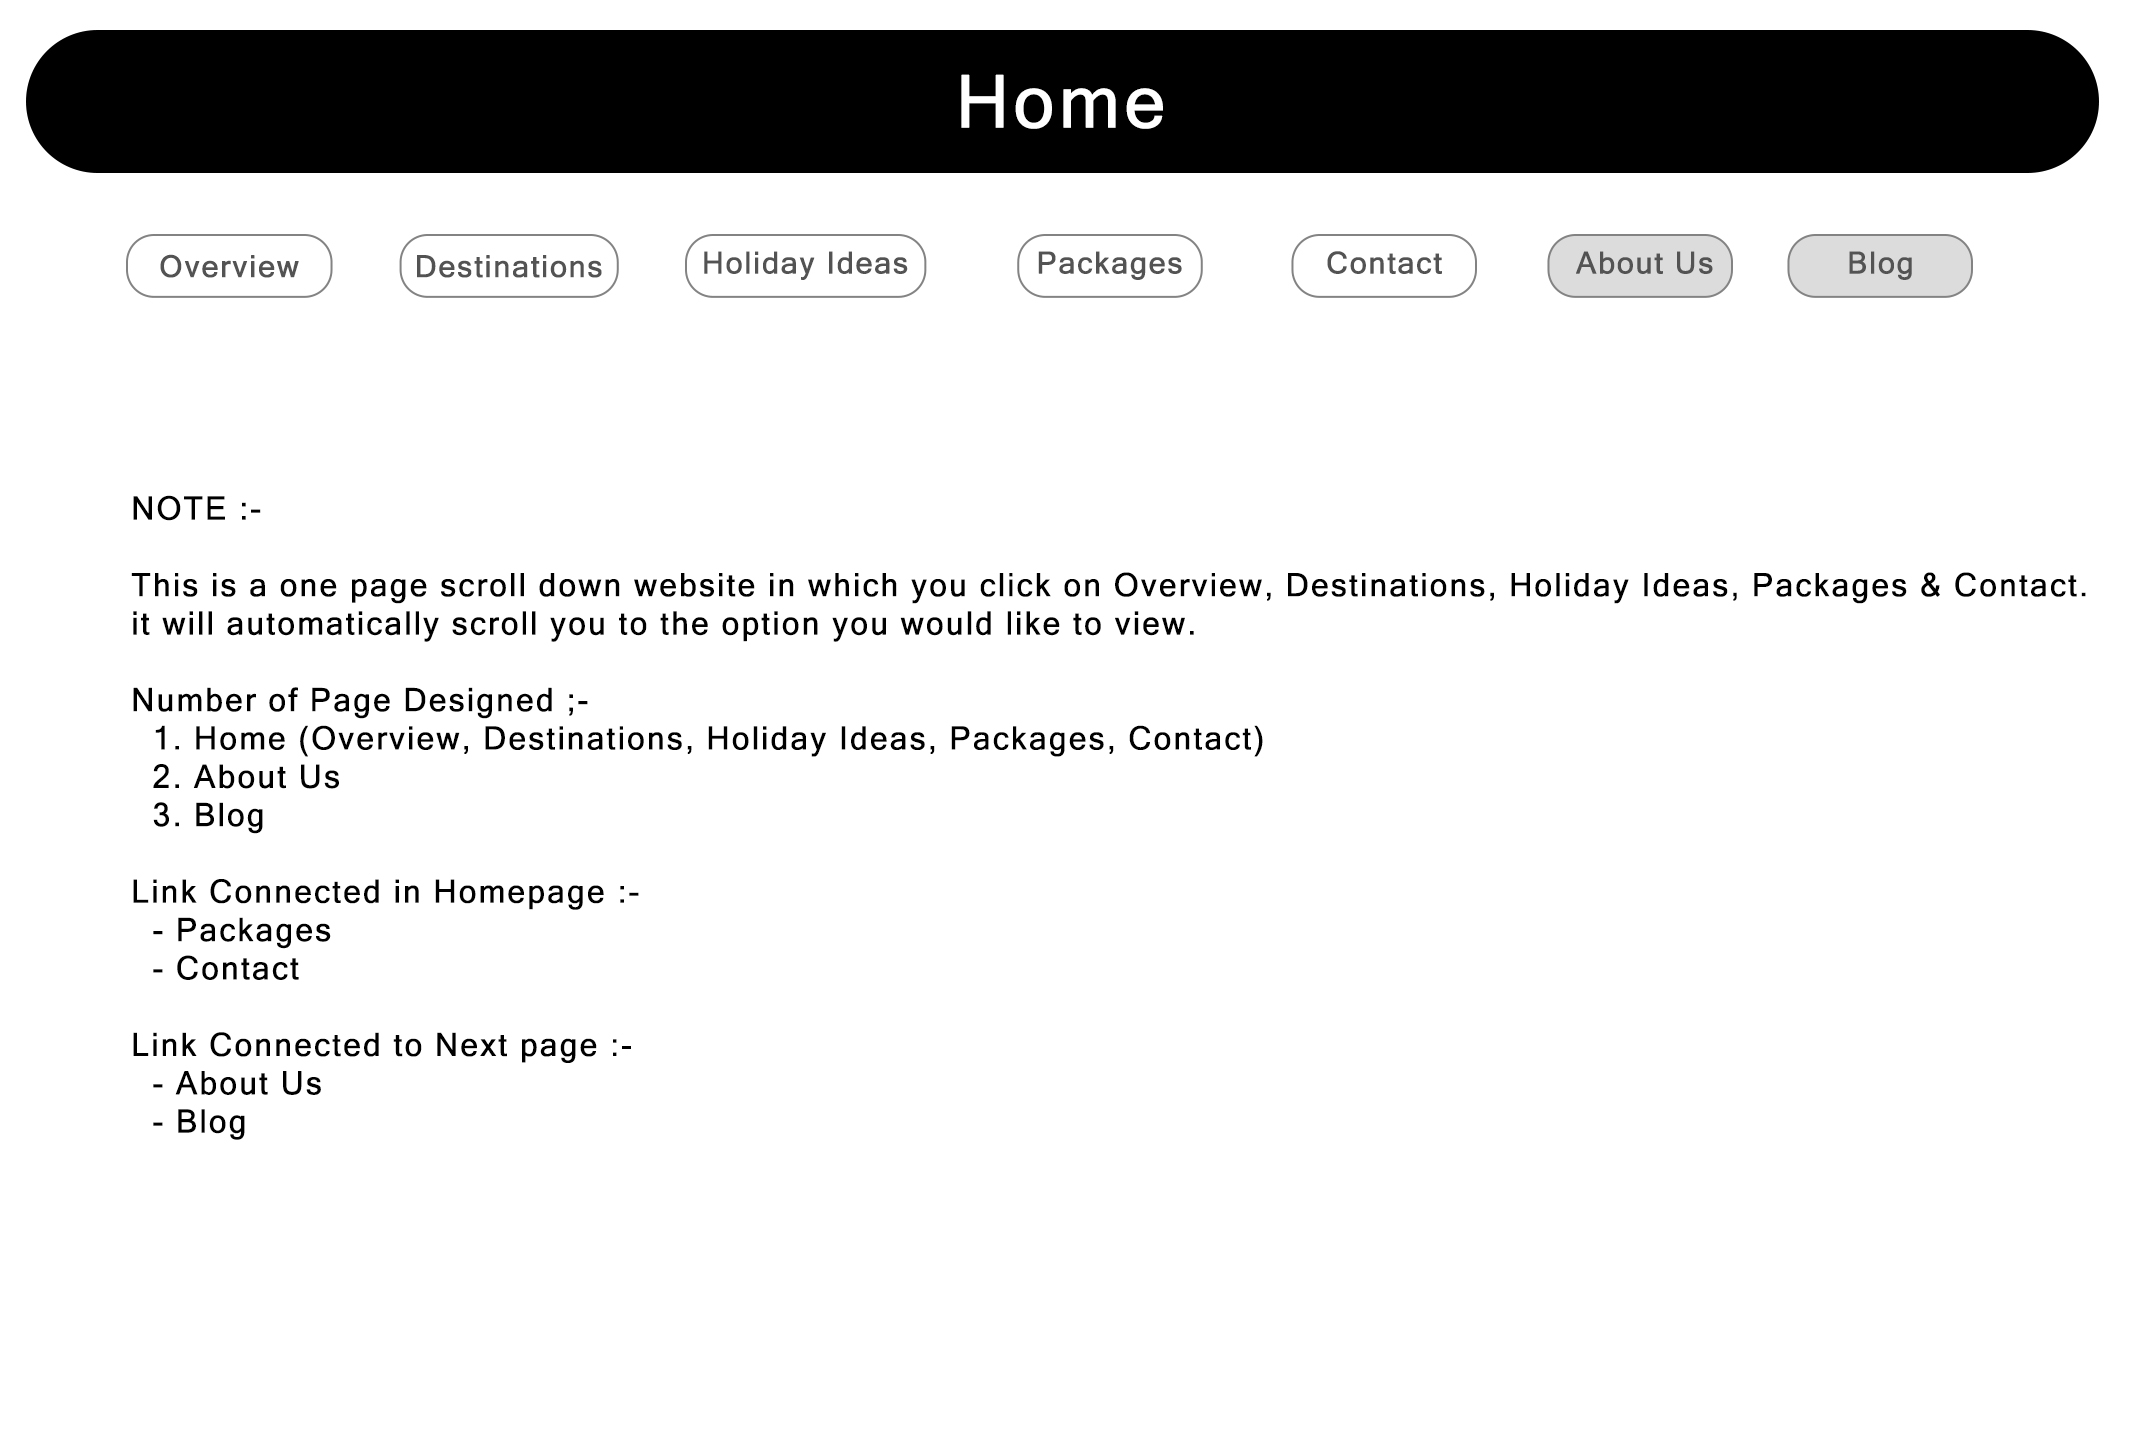 Home
Overview
Destinations
Holiday Ideas
Packages
Contact
About Us
Blog
NOTE :-
This is a one page scroll down website in which you click on Overview, Destinations, Holiday Ideas, Packages & Contact.
it will automatically scroll you to the option you would like to view.
Number of Page Designed ;-
1. Home (Overview, Destinations, Holiday Ideas, Packages, Contact)
2. About Us
3. Blog
Link Connected in Homepage :-
- Packages
- Contact
Link Connected to Next page :-
- About Us
- Blog